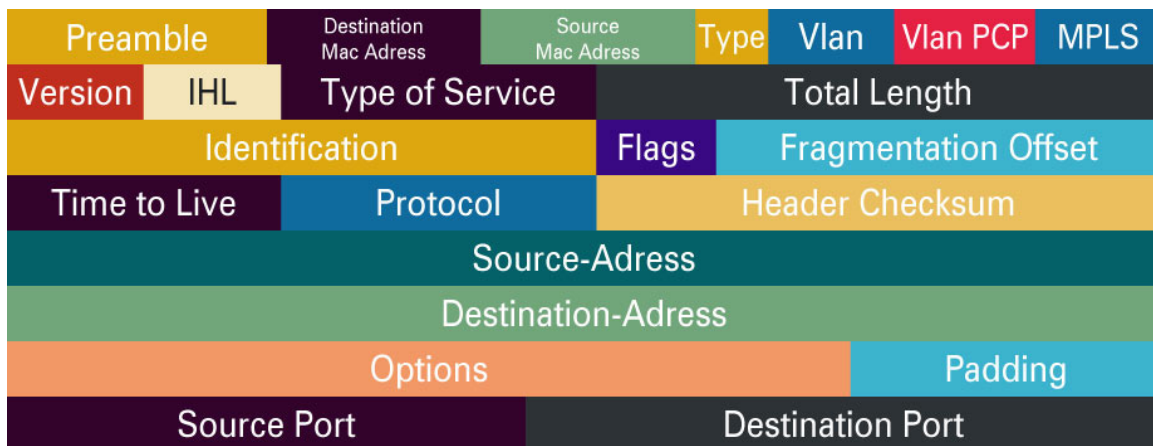 Preamble Destination Mac Adress Source Mac Adress Type Vlan Vlan PCP MPLS
Version IHL Type of Service Total Length
Identification Flags Fragmentation Offset
Time to Live Protocol Header Checksum
Source-Adress
Destination-Adress
Options Padding
Source Port Destination Port